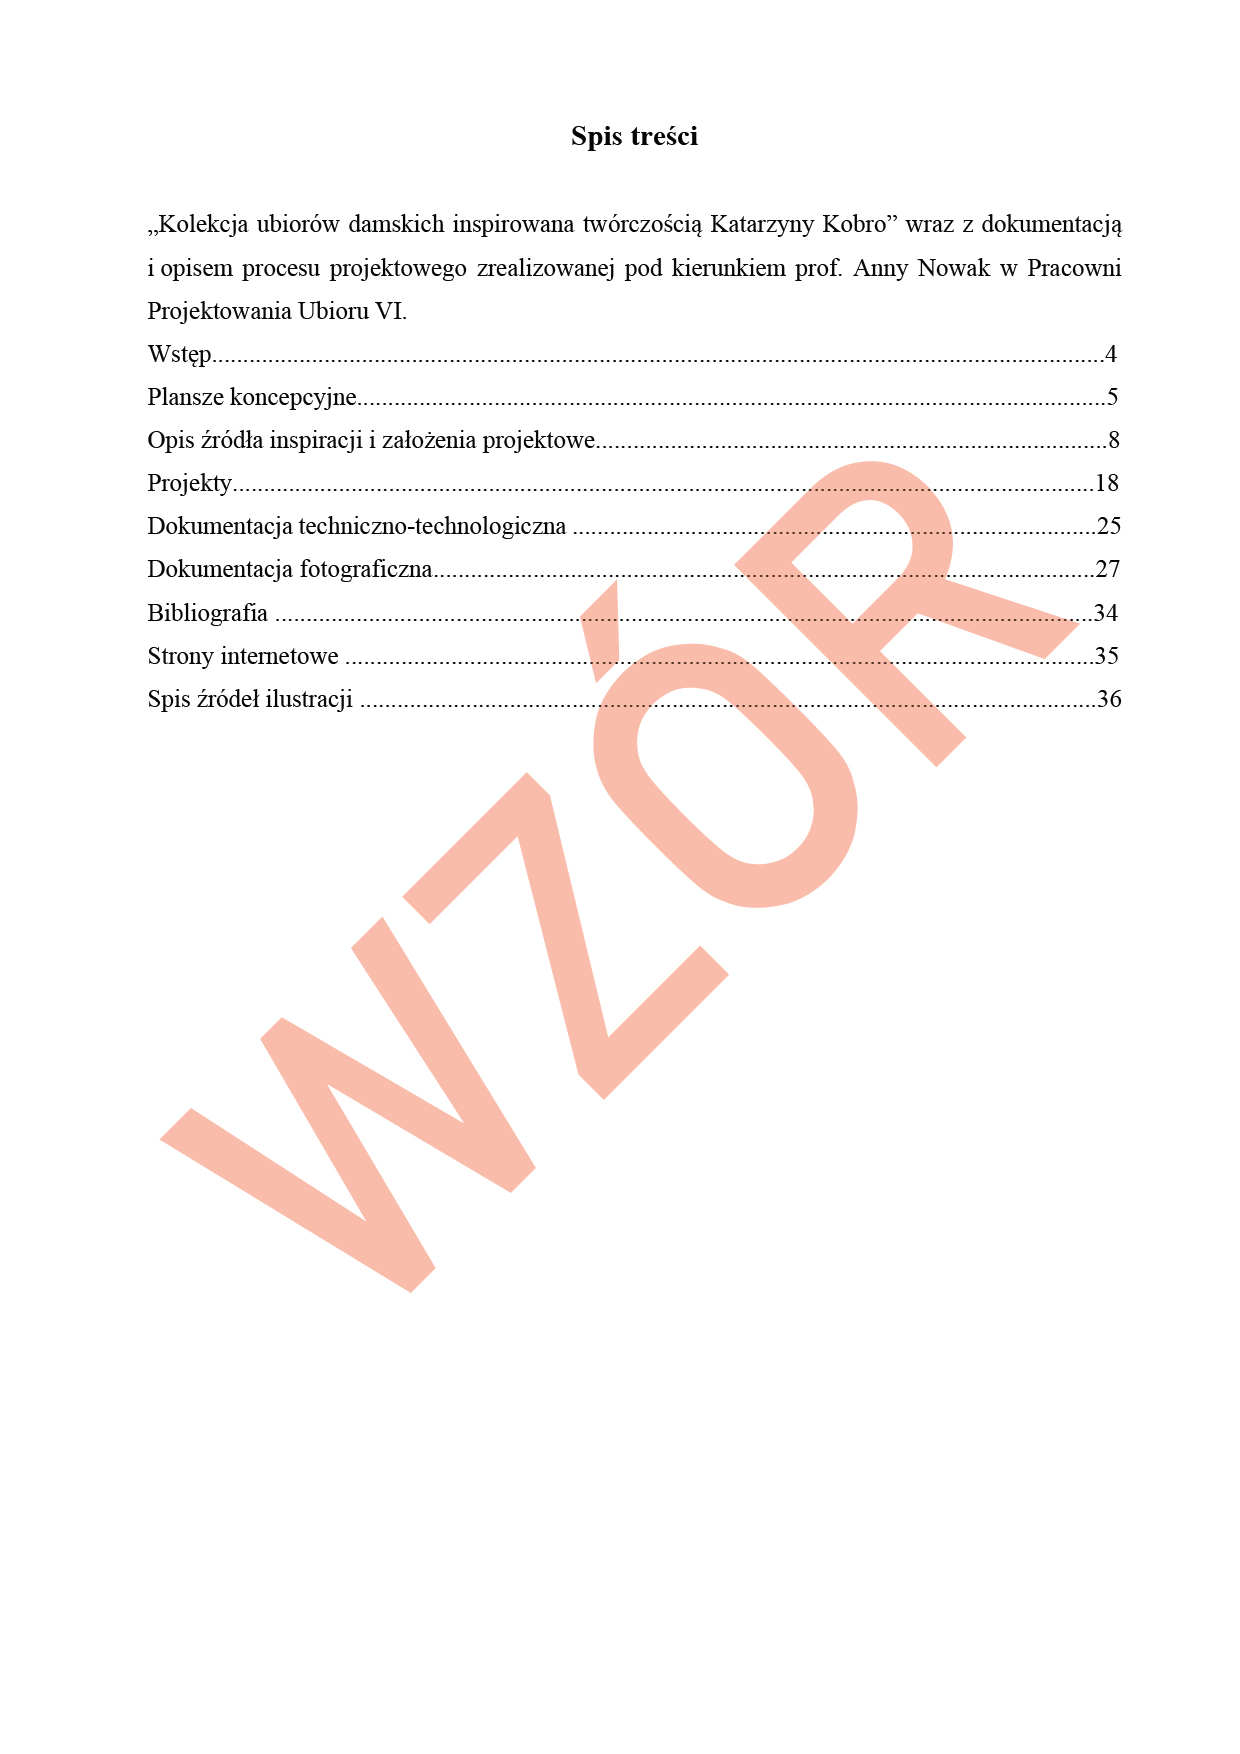 Spis treści
„Kolekcja ubiorów damskich inspirowana twórczością Katarzyny Kobro” wraz z dokumentacją
i opisem procesu projektowego zrealizowanej pod kierunkiem prof. Anny Nowak w Pracowni
Projektowania Ubioru VI.
Wstęp................................................................................................................................................4
Plansze koncepcyjne.........................................................................................................................5
Opis źródła inspiracji i założenia projektowe...................................................................................8
Projekty...........................................................................................................................................18
Dokumentacja techniczno-technologiczna .....................................................................................25
Dokumentacja fotograficzna...........................................................................................................27
Bibliografia ....................................................................................................................................34
Strony internetowe .........................................................................................................................35
Spis źródeł ilustracji .......................................................................................................................36
WZÓR